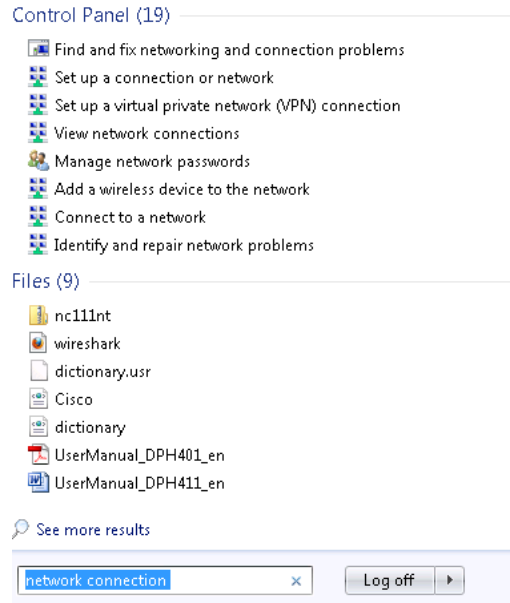 Control Panel (19)
Find and fix networking and connection problems
Set up a connection or network
Set up a virtual private network (VPN) connection
View network connections
Manage network passwords
Add a wireless device to the network
Connect to a network
Identify and repair network problems
Files (9)
nc111nt
wireshark
dictionary.usr
Cisco
dictionary
UserManual_DPH401_en
UserManual_DPH411_en
See more results
network connection
Log off